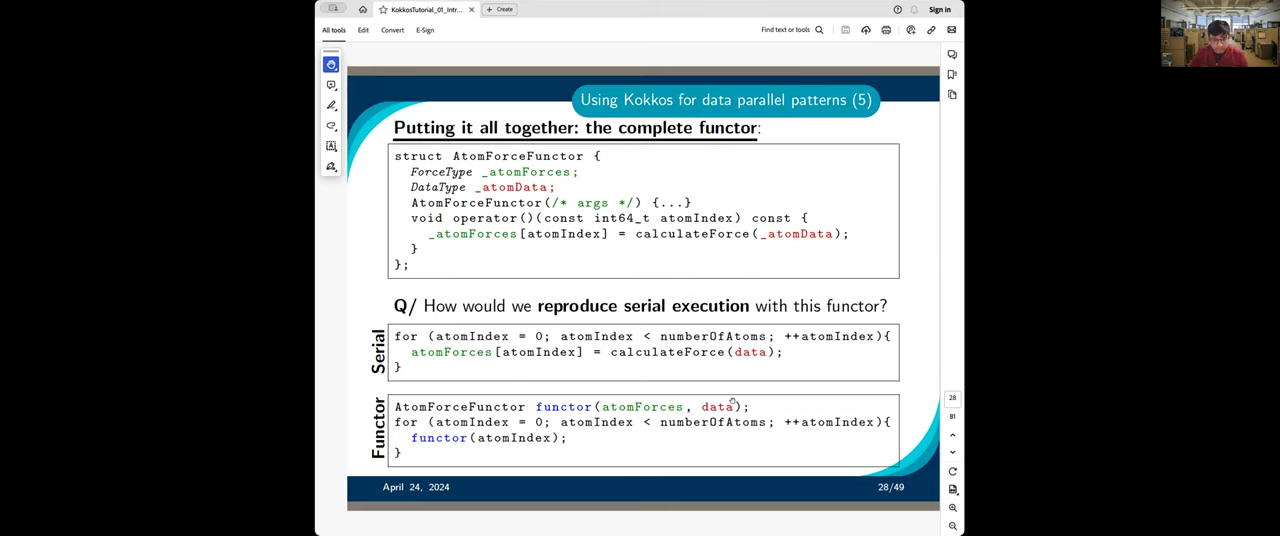 KokkosTutorial_01_Intr...
Create
Sign in
All tools
Edit
Convert
E-Sign
Find text or tools
Using Kokkos for data parallel patterns (5)
Putting it all together: the complete functor:
struct AtomForceFunctor {
ForceType _atomForces;
DataType _atomData;
AtomForceFunctor(/* args */) {...}
void operator()(const int64_t atomIndex) const {
_atomForces[atomIndex] = calculateForce(_atomData);
}
};
Q/ How would we reproduce serial execution with this functor?
Serial
for (atomIndex = 0; atomIndex < numberOfAtoms; ++atomIndex){
atomForces[atomIndex] = calculateForce(data);
}
Functor
AtomForceFunctor functor(atomForces, data);
for (atomIndex = 0; atomIndex < numberOfAtoms; ++atomIndex){
functor(atomIndex);
}
28
81
April 24, 2024
28/49